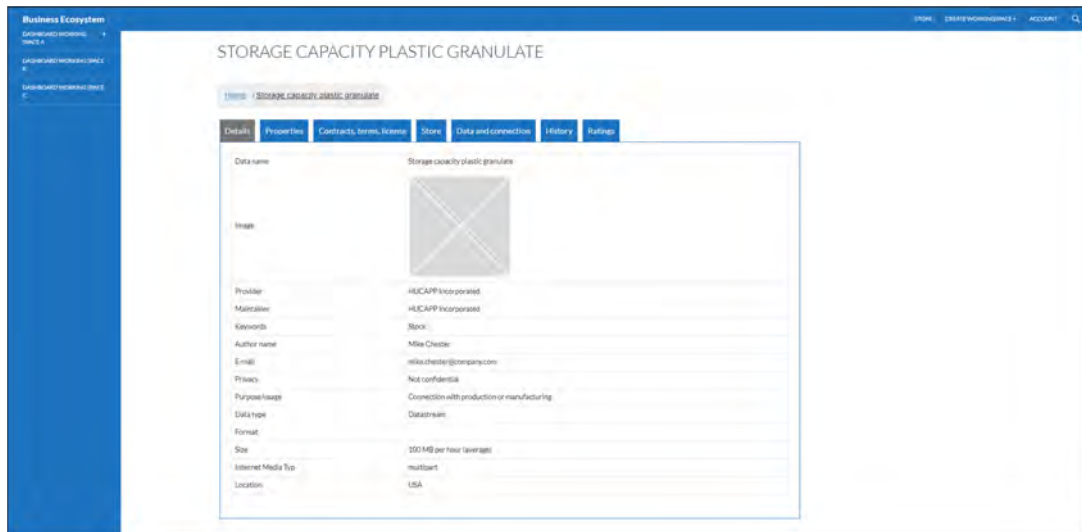 Business Ecosystem
STORE CREATE WORKINGSPACE + ACCOUNT
DASHBOARD WORKING +
SPACE A
DASHBOARD WORKING SPACE
B
DASHBOARD WORKING SPACE
C
STORAGE CAPACITY PLASTIC GRANULATE
Home / Storage capacity plastic granulate
Details Properties Contracts, terms, license Store Data and connection History Ratings
Data name Storage capacity plastic granulate
Image
Provider HUCAPP Incorporated
Maintainer HUCAPP Incorporated
Keywords Stock
Author name Mike Chester
E-mail mike.chester@company.com
Privacy Not confidential
Purpose/usage Connection with production or manufacturing
Data type Datastream
Format
Size 100 MB per hour (average)
Internet Media Typ multipart
Location USA